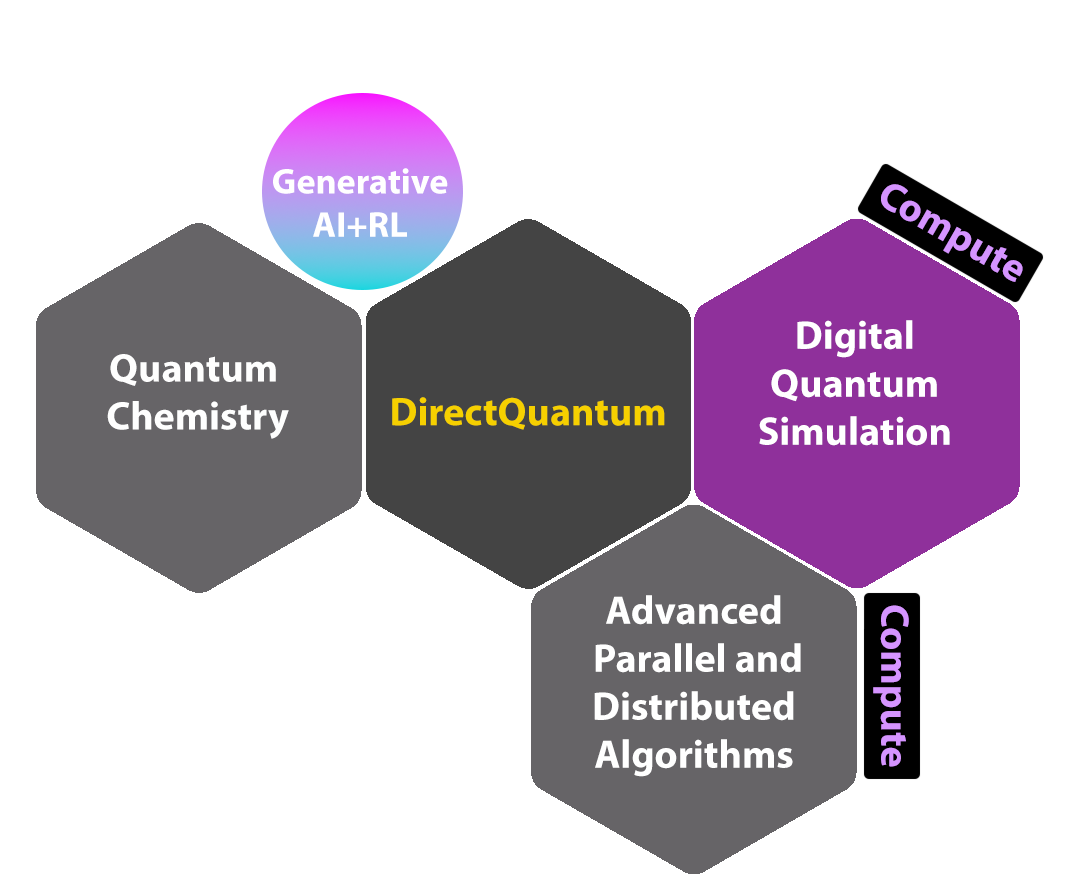 Generative
AI+RL
Compute
Quantum
Chemistry
DirectQuantum
Digital
Quantum
Simulation
Advanced
Parallel and
Distributed
Algorithms
Compute